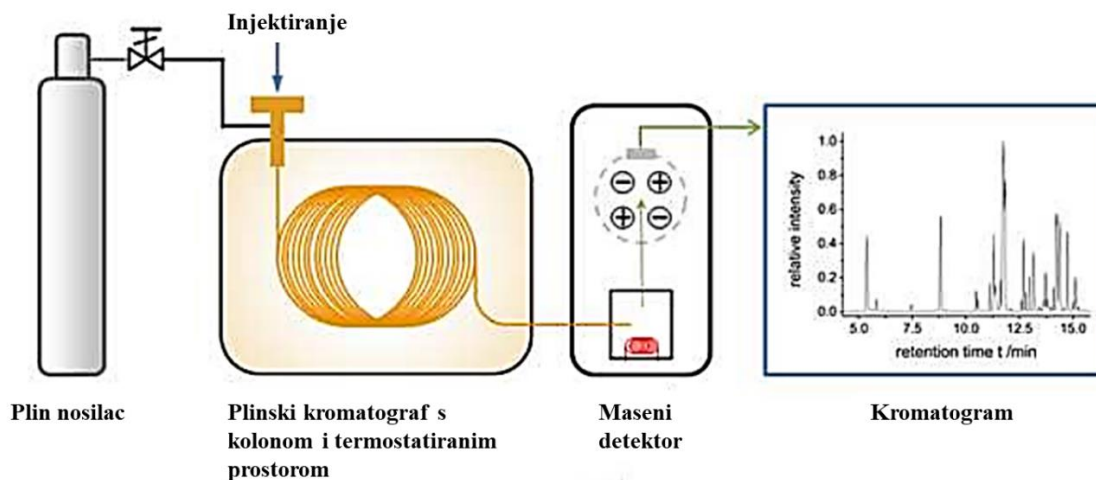 Injektiranje
Plin nosilac
Plinski kromatograf s
kolonom i termostatiranim
prostorom
Maseni
detektor
Kromatogram
relative intensity
1.0
0.8
0.6
0.4
0.2
0.0
5.0 7.5 10.0 12.5 15.0
retention time t /min